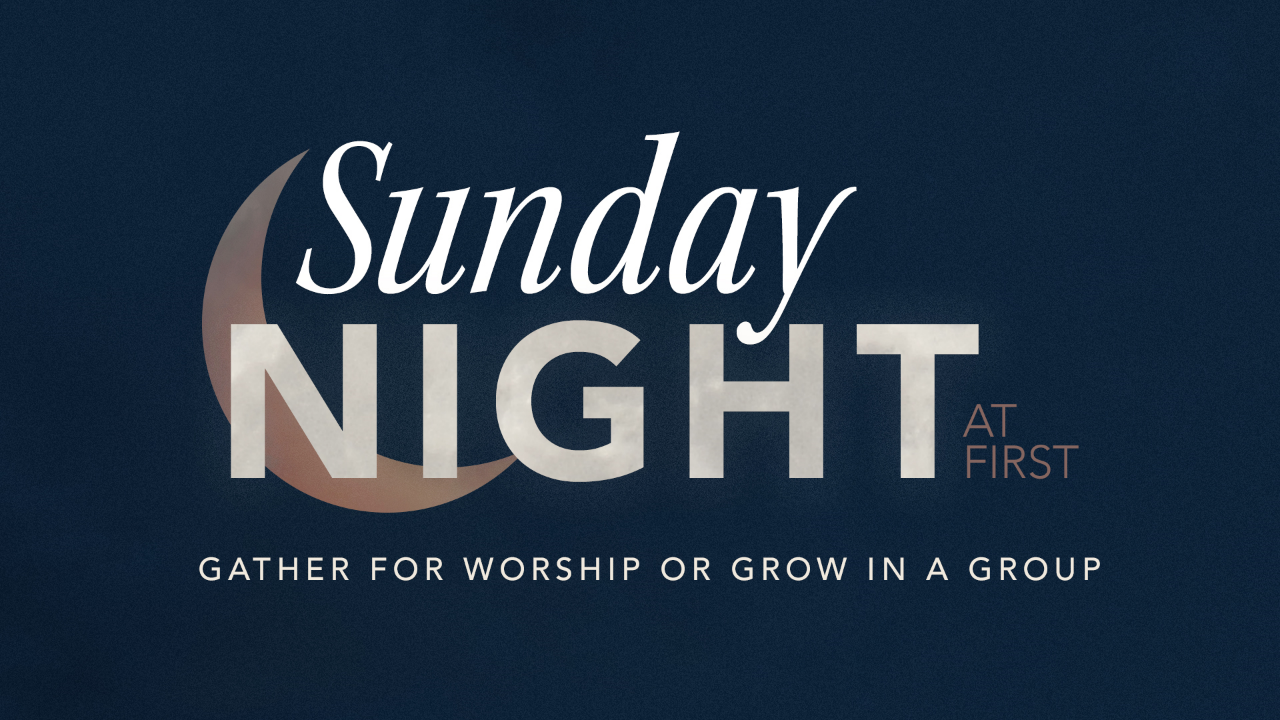 Sunday
NIGHT
AT
FIRST
GATHER FOR WORSHIP OR GROW IN A GROUP